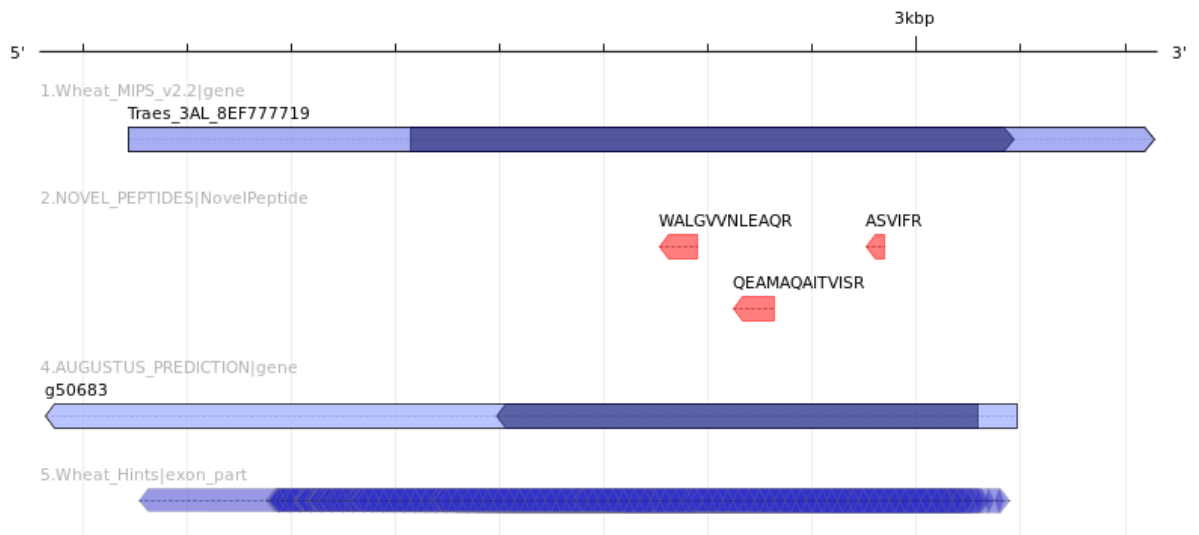 3kbp
5' 3'
1.Wheat_MIPS_v2.2|gene
Traes_3AL_8EF777719
2.NOVEL_PEPTIDES|NovelPeptide
WALGVVNLEAQR ASVIFR
QEAMAQAITVISR
4.AUGUSTUS_PREDICTION|gene
g50683
5.Wheat_Hints|exon_part